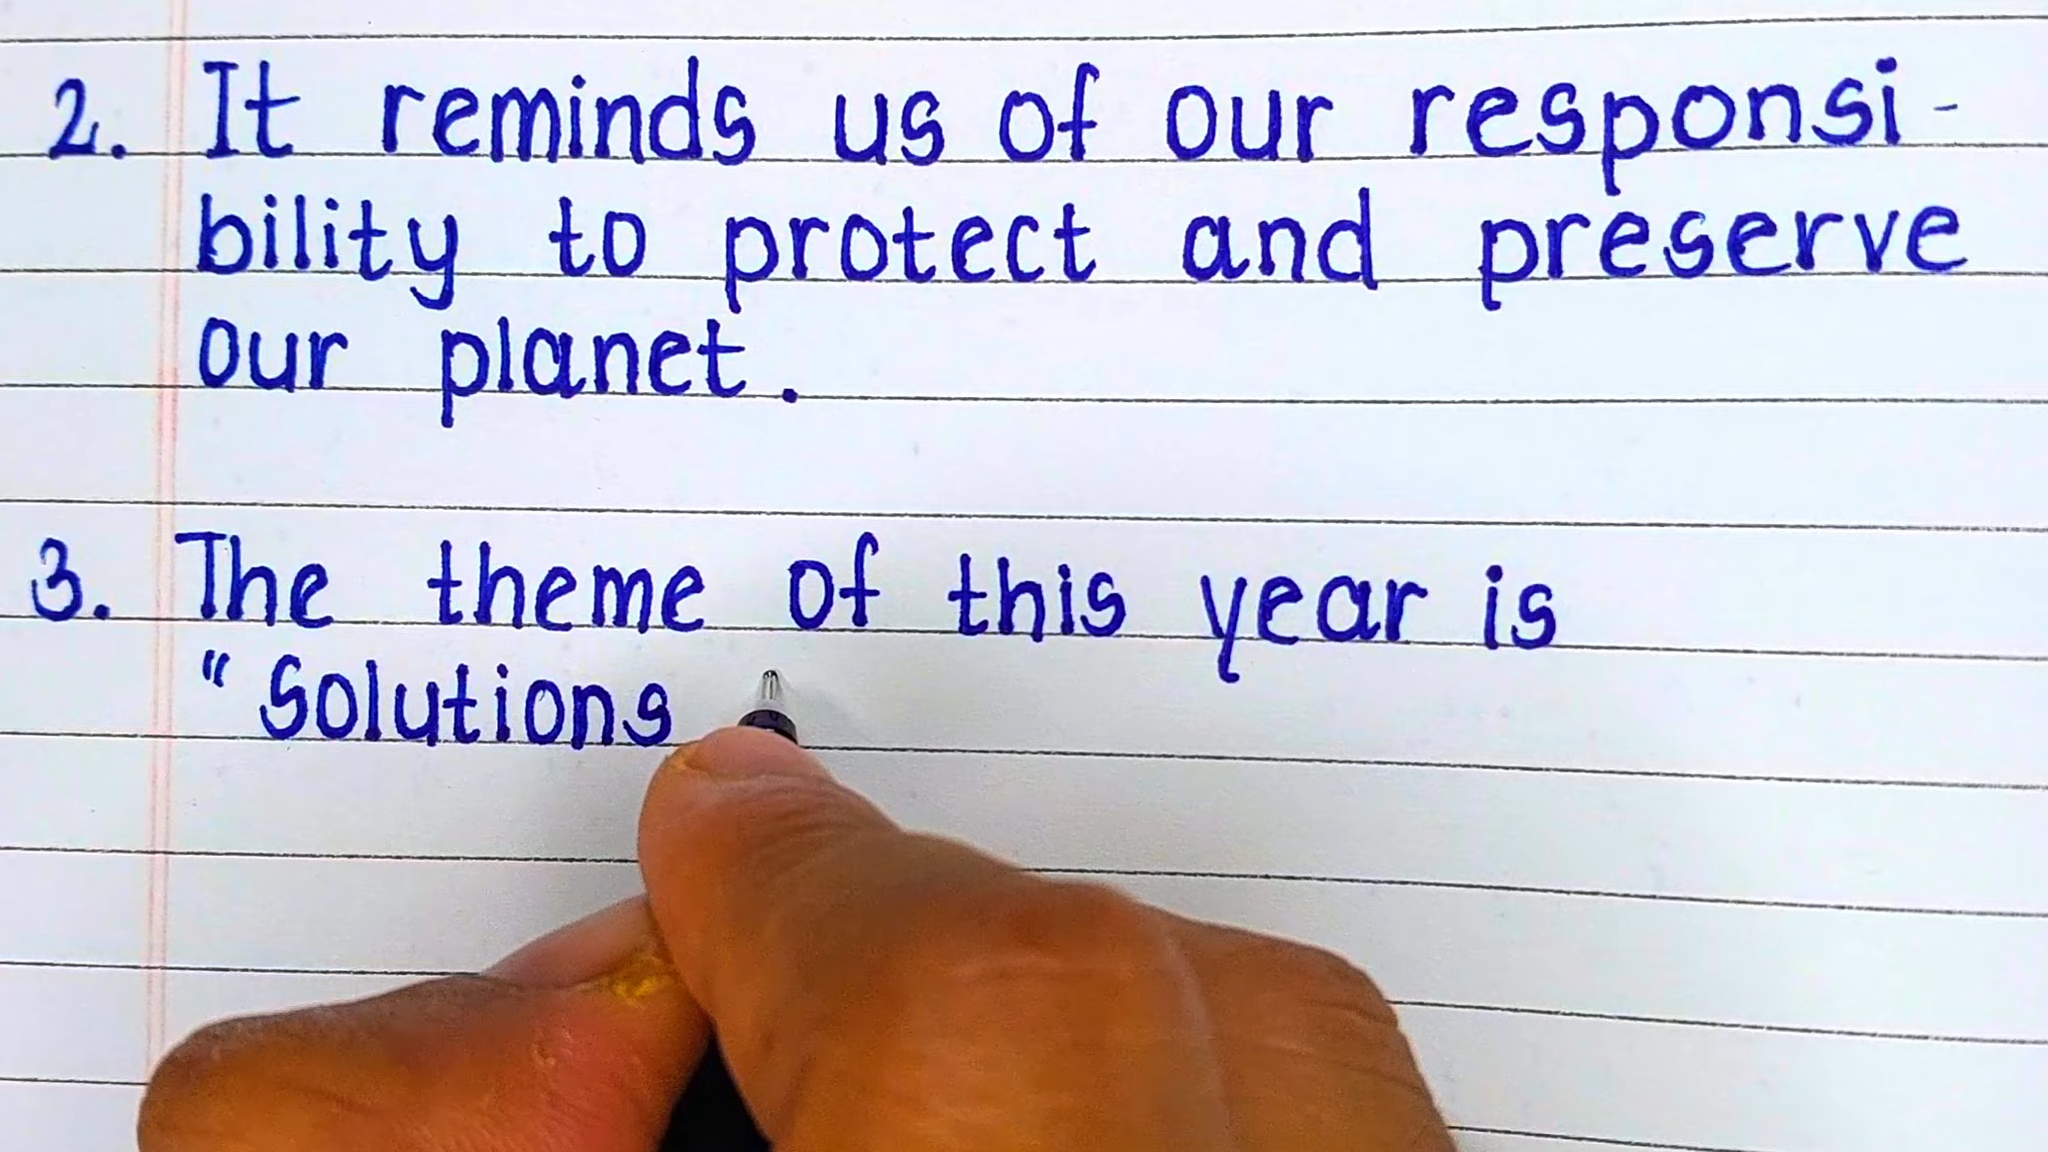 2. It reminds us of our responsi-
bility to protect and preserve
our planet.
3. The theme of this year is
"Solutions